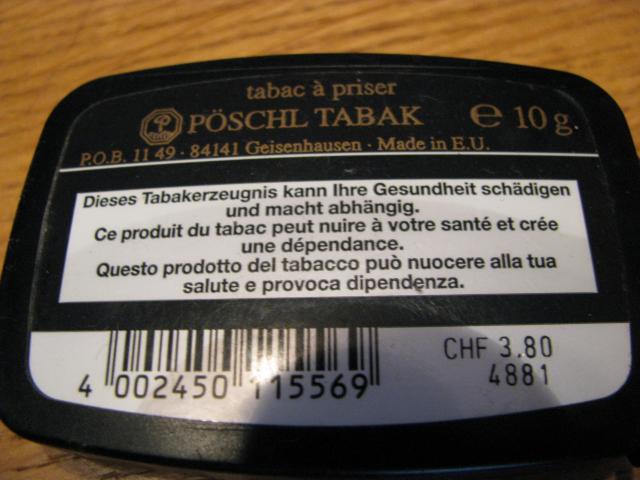 tabac à priser
PÖSCHL TABAK e 10 g.
P.O.B. 11 49 · 84141 Geisenhausen · Made in E.U.
Dieses Tabakerzeugnis kann Ihre Gesundheit schädigen
und macht abhängig.
Ce produit du tabac peut nuire à votre santé et crée
une dépendance.
Questo prodotto del tabacco può nuocere alla tua
salute e provoca dipendenza.
CHF 3.80
4881
4 002450 115569